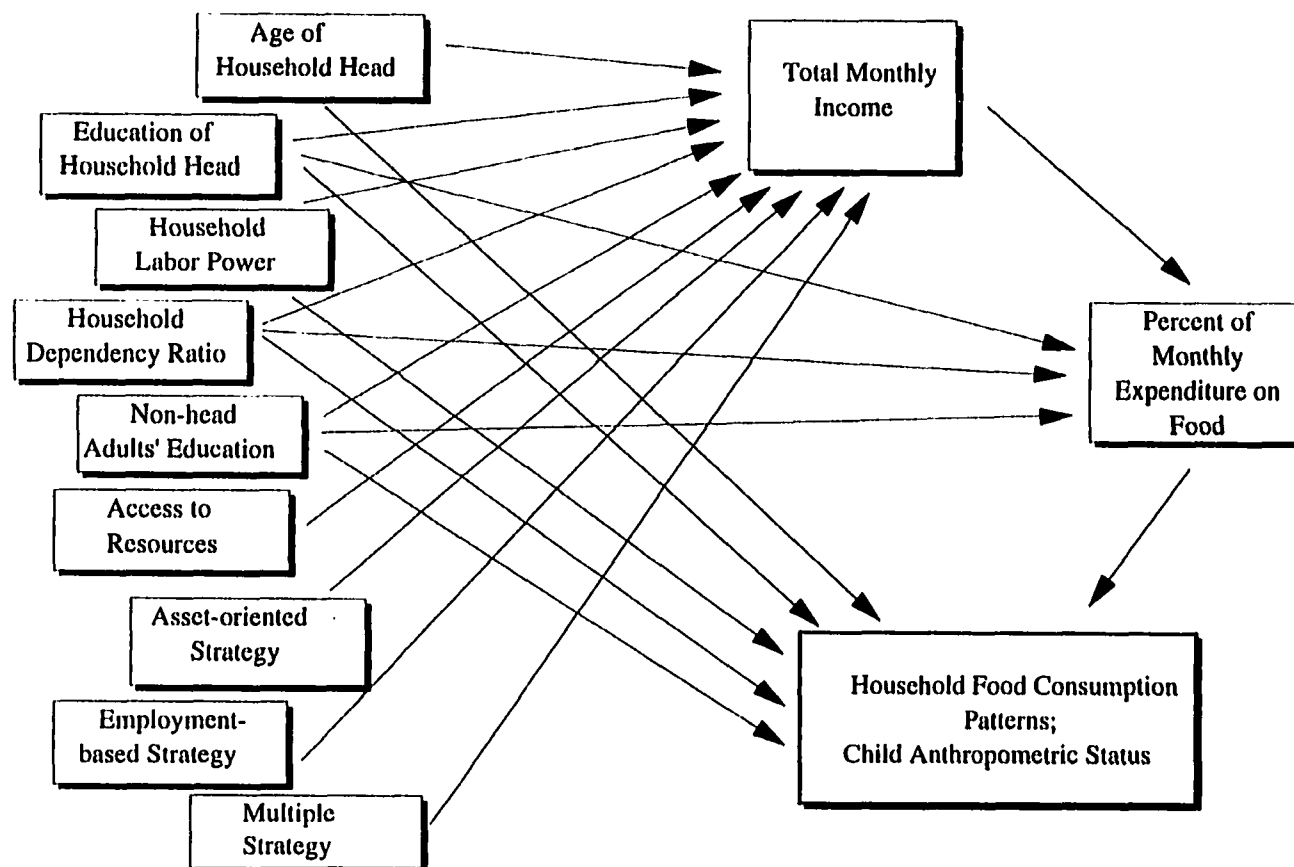 Age of
Household Head
Education of
Household Head
Household
Labor Power
Household
Dependency Ratio
Non-head
Adults' Education
Access to
Resources
Asset-oriented
Strategy
Employment-
based Strategy
Multiple
Strategy
Total Monthly
Income
Percent of
Monthly
Expenditure on
Food
Household Food Consumption
Patterns;
Child Anthropometric Status